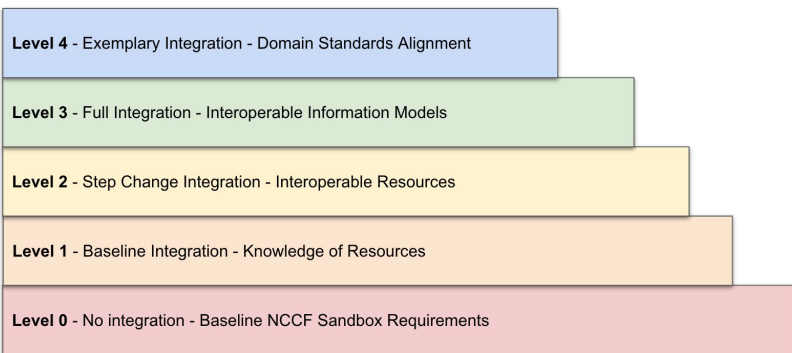 Level 4 - Exemplary Integration - Domain Standards Alignment
Level 3 - Full Integration - Interoperable Information Models
Level 2 - Step Change Integration - Interoperable Resources
Level 1 - Baseline Integration - Knowledge of Resources
Level 0 - No integration - Baseline NCCF Sandbox Requirements